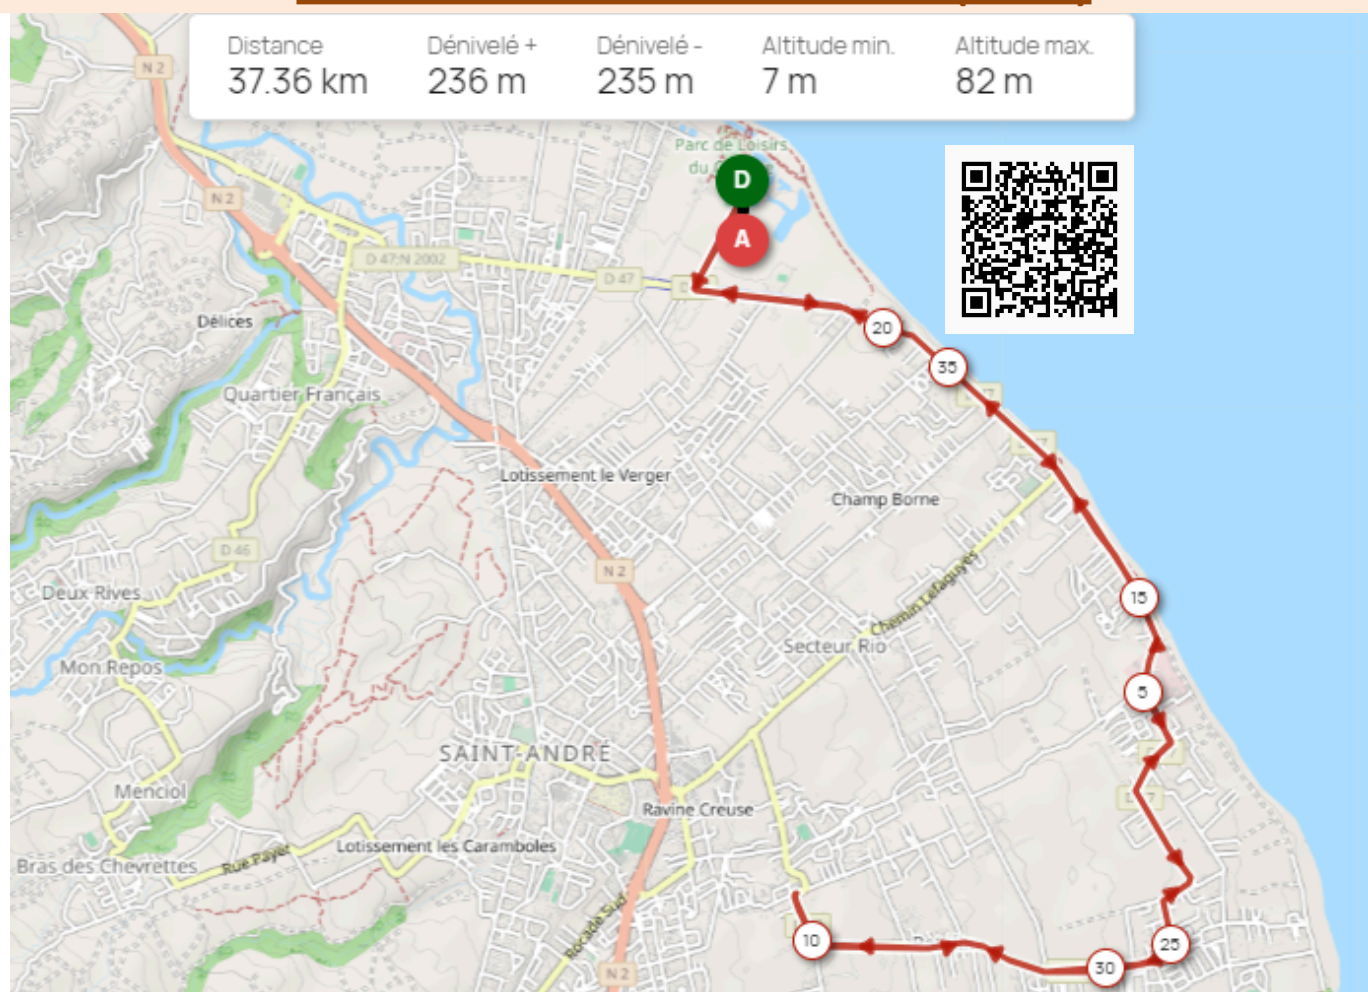 Distance
37.36 km
Dénivelé +
236 m
Dénivelé -
235 m
Altitude min.
7 m
Altitude max.
82 m
N 2
Parc de Loisirs
du
D
N 2
A
D 47:N 2002
D 47
Délices
20
35
Quartier Français
Lotissement le Verger
Champ Borne
D 46
N 2
Chemin Lefaguyes
Deux Rives
15
Secteur Rio
Mon Repos
5
SAINT-ANDRÉ
Menciol
Ravine Creuse
Lotissement les Caramboles
Bras des Chevrettes
Rue Payet
Rocade Sud
10
25
30
N 2